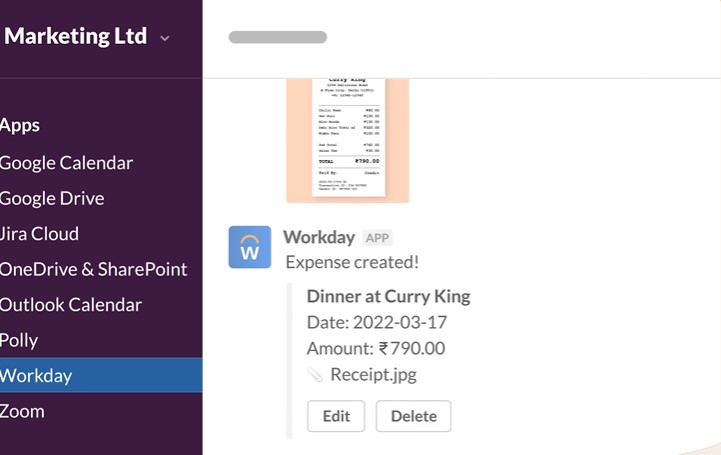 Marketing Ltd
Apps
Google Calendar
Google Drive
Jira Cloud
OneDrive & SharePoint
Outlook Calendar
Polly
Workday
Zoom
Curry King
TOTAL ₹790.00
Workday APP
Expense created!
Dinner at Curry King
Date: 2022-03-17
Amount: ₹790.00
Receipt.jpg
Edit Delete